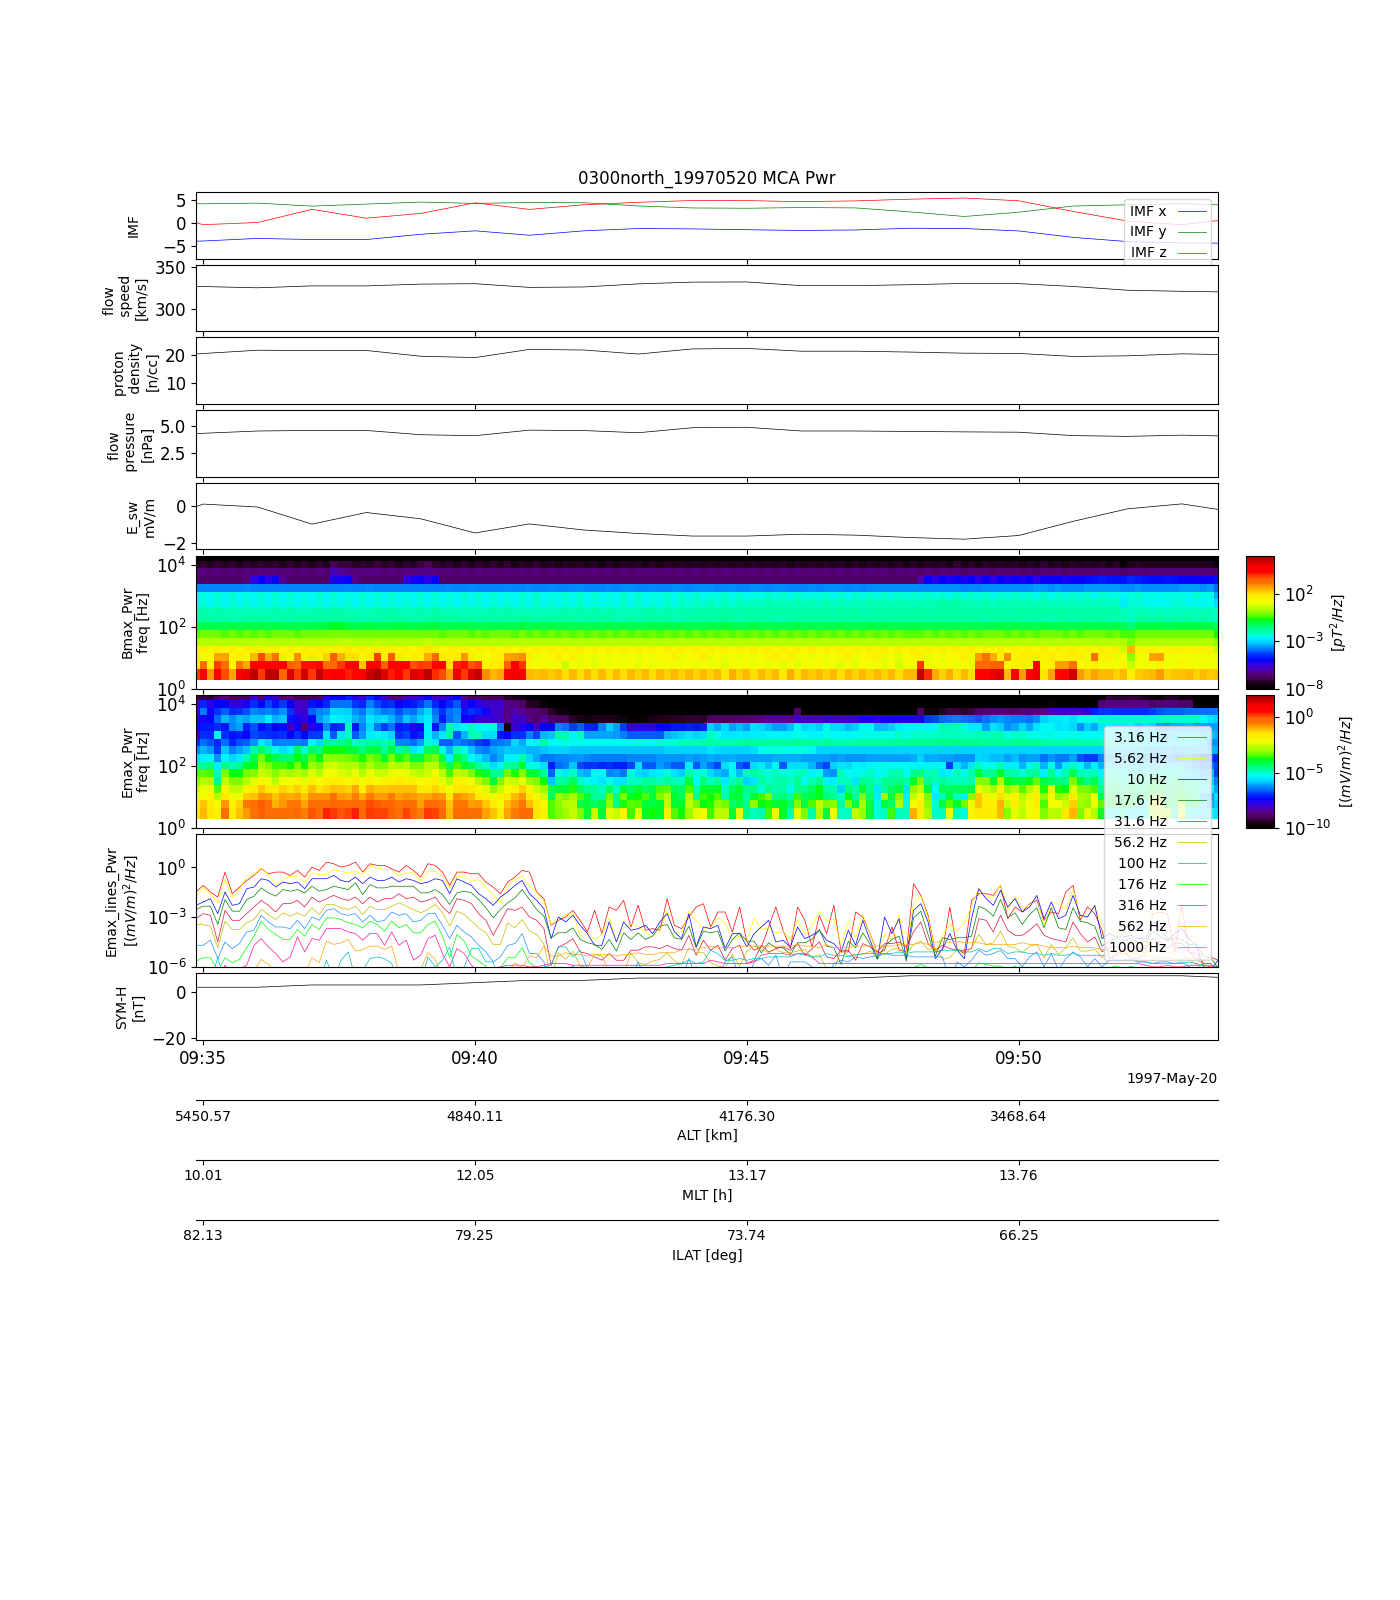 0300north_19970520 MCA Pwr
IMF
5
0
−5
IMF x
IMF y
IMF z
flow
speed
[km/s]
350
300
proton
density
[n/cc]
20
10
flow
pressure
[nPa]
5.0
2.5
E_sw
mV/m
0
−2
Bmax_Pwr
freq [Hz]
10^4
10^2
10^0
10^2
10^−3
10^−8
[pT^2/Hz]
Emax_Pwr
freq [Hz]
10^4
10^2
10^0
10^0
10^−5
10^−10
[(mV/m)^2/Hz]
3.16 Hz
5.62 Hz
10 Hz
17.6 Hz
31.6 Hz
56.2 Hz
100 Hz
176 Hz
316 Hz
562 Hz
1000 Hz
Emax_lines_Pwr
[(mV/m)^2/Hz]
10^0
10^−3
10^−6
SYM-H
[nT]
0
−20
09:35 09:40 09:45 09:50
1997-May-20
5450.57 4840.11 4176.30 3468.64
ALT [km]
10.01 12.05 13.17 13.76
MLT [h]
82.13 79.25 73.74 66.25
ILAT [deg]